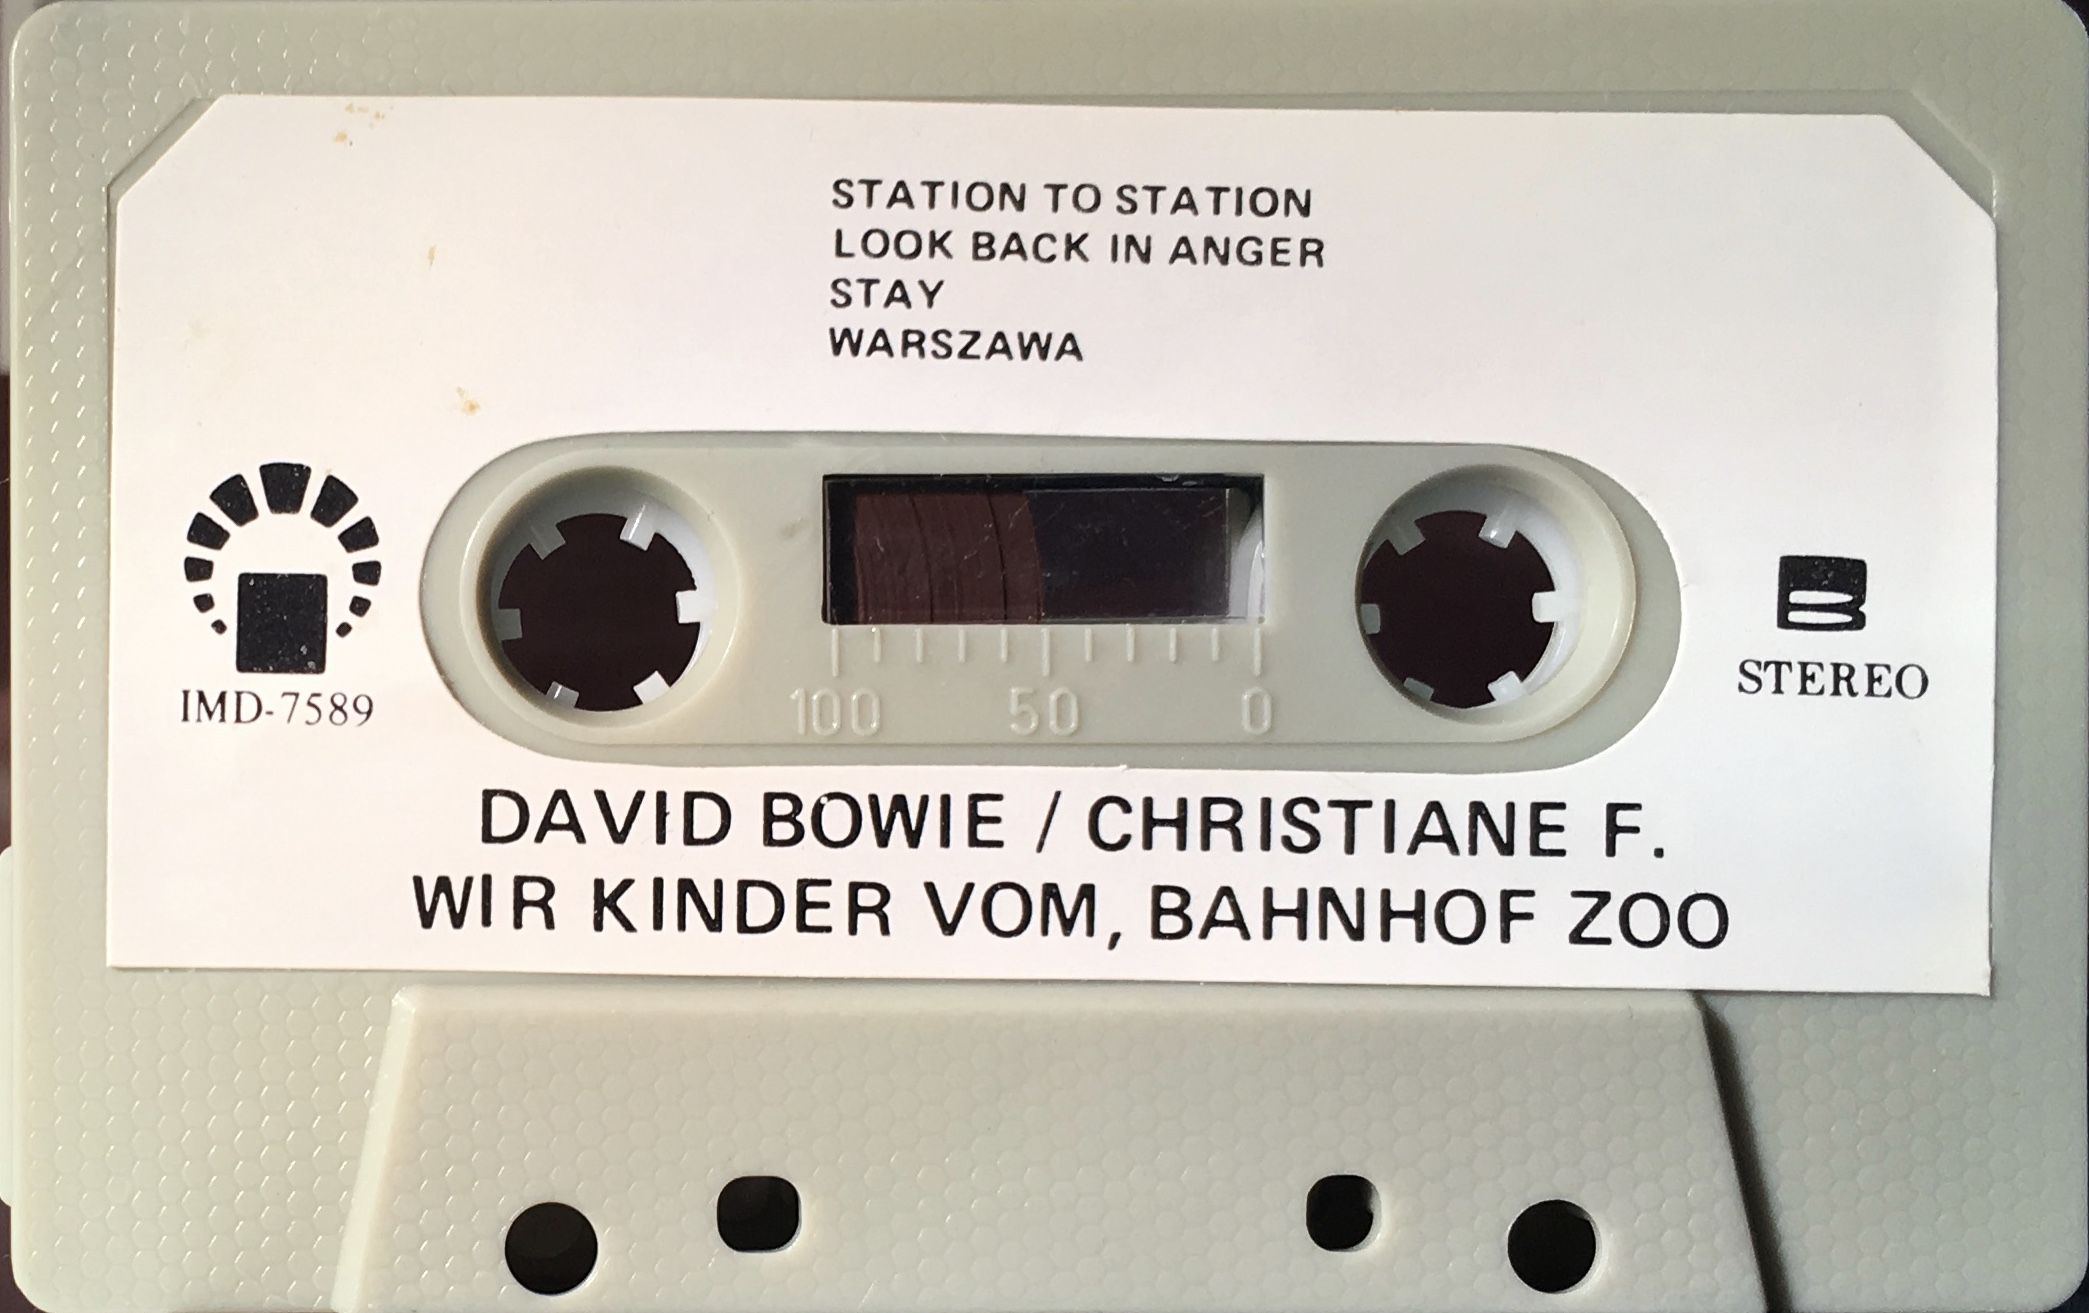 STATION TO STATION
LOOK BACK IN ANGER
STAY
WARSZAWA
IMD-7589
B
STEREO
100 50 0
DAVID BOWIE / CHRISTIANE F.
WIR KINDER VOM, BAHNHOF ZOO